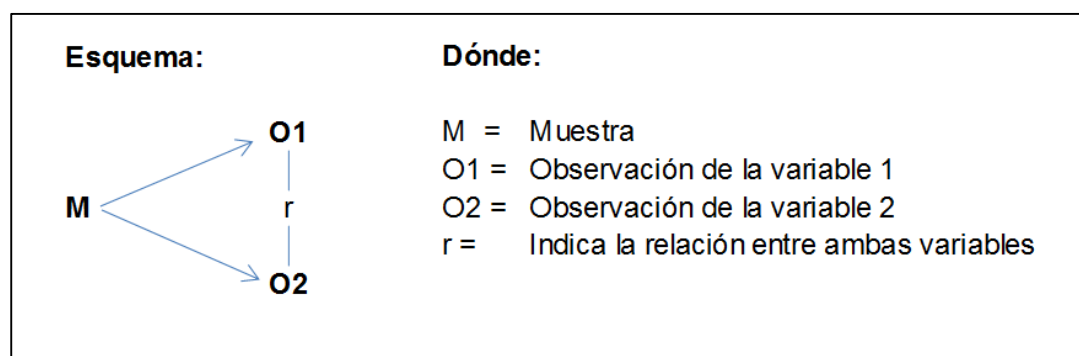 Esquema:
Dónde:
O1
M
r
O2
M = Muestra
O1 = Observación de la variable 1
O2 = Observación de la variable 2
r = Indica la relación entre ambas variables